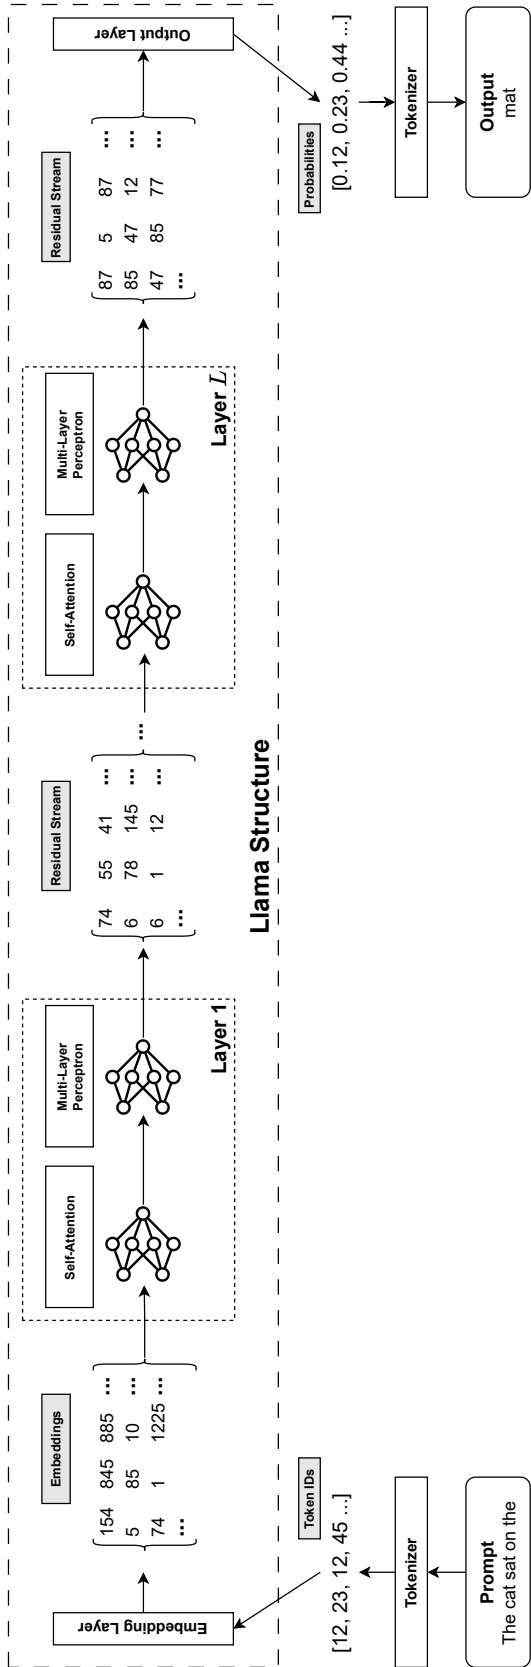 Prompt
The cat sat on the
Tokenizer
[12, 23, 12, 45 ...]
Token IDs
Embedding Layer
Embeddings
154 845 885 ...
5 85 10 ...
74 1 1225 ...
...
Self-Attention
Multi-Layer
Perceptron
Layer 1
Residual Stream
74 55 41 ...
6 78 145 ...
6 1 12 ...
...
...
Self-Attention
Multi-Layer
Perceptron
Layer L
Residual Stream
87 5 87 ...
85 47 12 ...
47 85 77 ...
...
Output Layer
Llama Structure
Probabilities
[0.12, 0.23, 0.44 ...]
Tokenizer
Output
mat